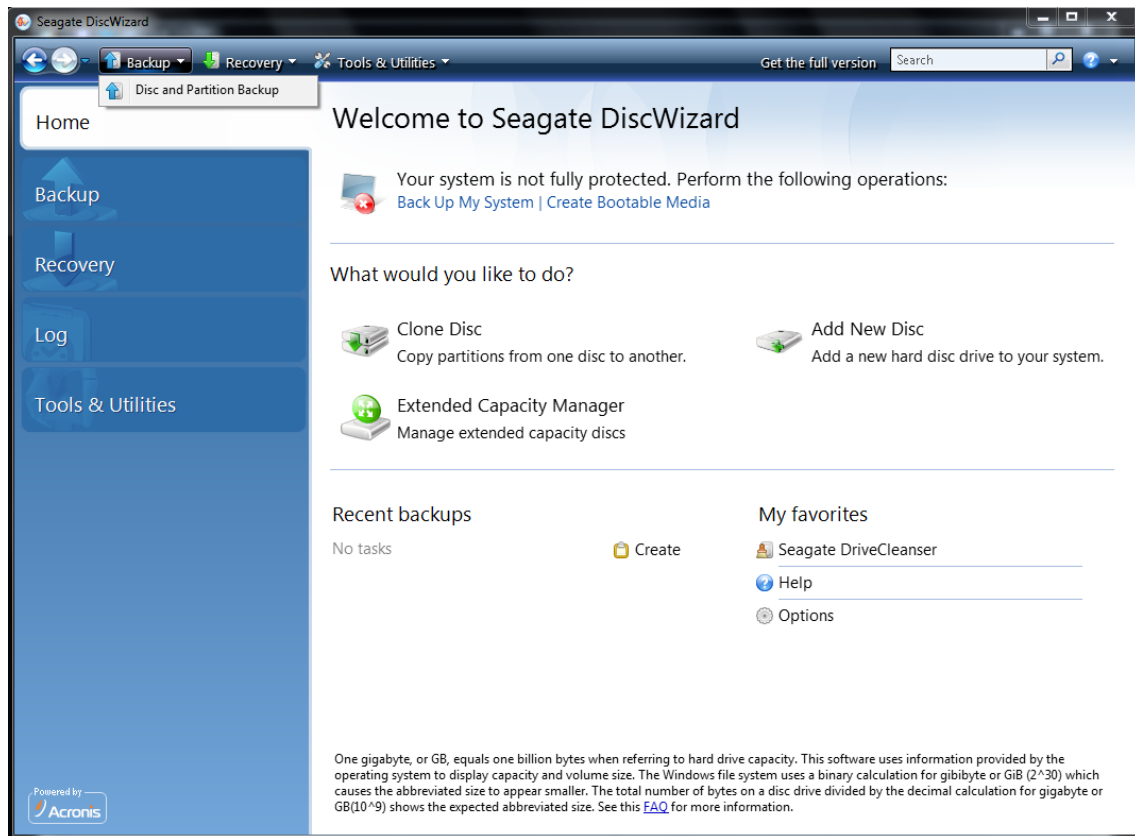 Seagate DiscWizard
Backup
Recovery
Tools & Utilities
Get the full version
Search
Disc and Partition Backup
Home
Backup
Recovery
Log
Tools & Utilities
Powered by
Acronis
Welcome to Seagate DiscWizard
Your system is not fully protected. Perform the following operations:
Back Up My System | Create Bootable Media
What would you like to do?
Clone Disc
Copy partitions from one disc to another.
Add New Disc
Add a new hard disc drive to your system.
Extended Capacity Manager
Manage extended capacity discs
Recent backups
No tasks
Create
My favorites
Seagate DriveCleanser
Help
Options
One gigabyte, or GB, equals one billion bytes when referring to hard drive capacity. This software uses information provided by the
operating system to display capacity and volume size. The Windows file system uses a binary calculation for gibibyte or GiB (2^30) which
causes the abbreviated size to appear smaller. The total number of bytes on a disc drive divided by the decimal calculation for gigabyte or
GB(10^9) shows the expected abbreviated size. See this FAQ for more information.